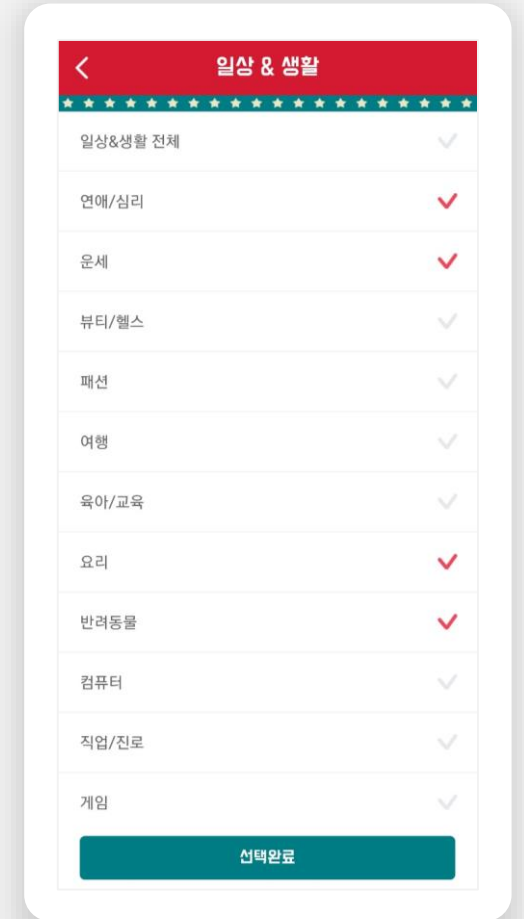 일상 & 생활
일상&생활 전체
연애/심리
운세
뷰티/헬스
패션
여행
육아/교육
요리
반려동물
컴퓨터
직업/진로
게임
선택완료